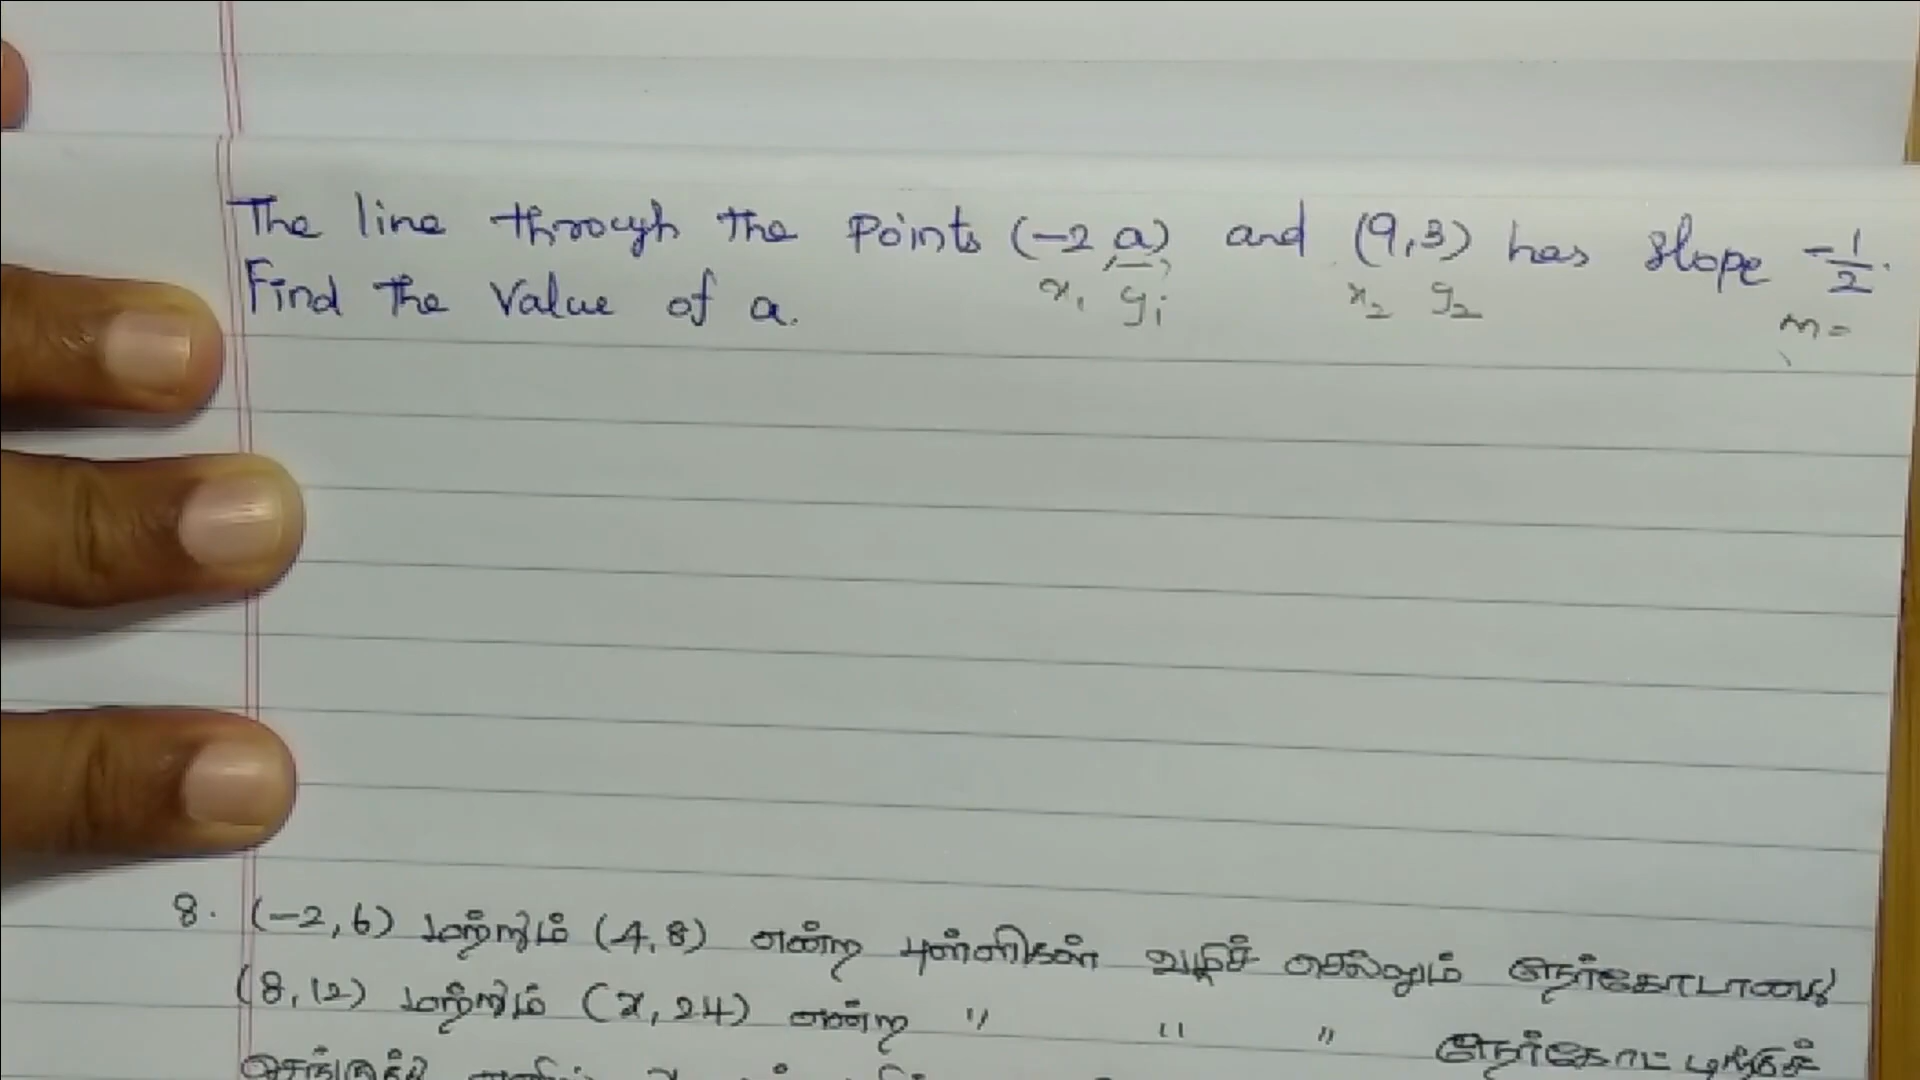 The line through the Points (-2,a) and (9,3) has slope -1/2.
Find the Value of a.
x₁ y₁ x₂ y₂
m =
8. (-2,6) மற்றும் (4,8) என்ற புள்ளிகள் வழிச் செல்லும் நேர்கோடானது
(8,12) மற்றும் (x,24) என்ற " " " நேர்கோட்டிற்குச்